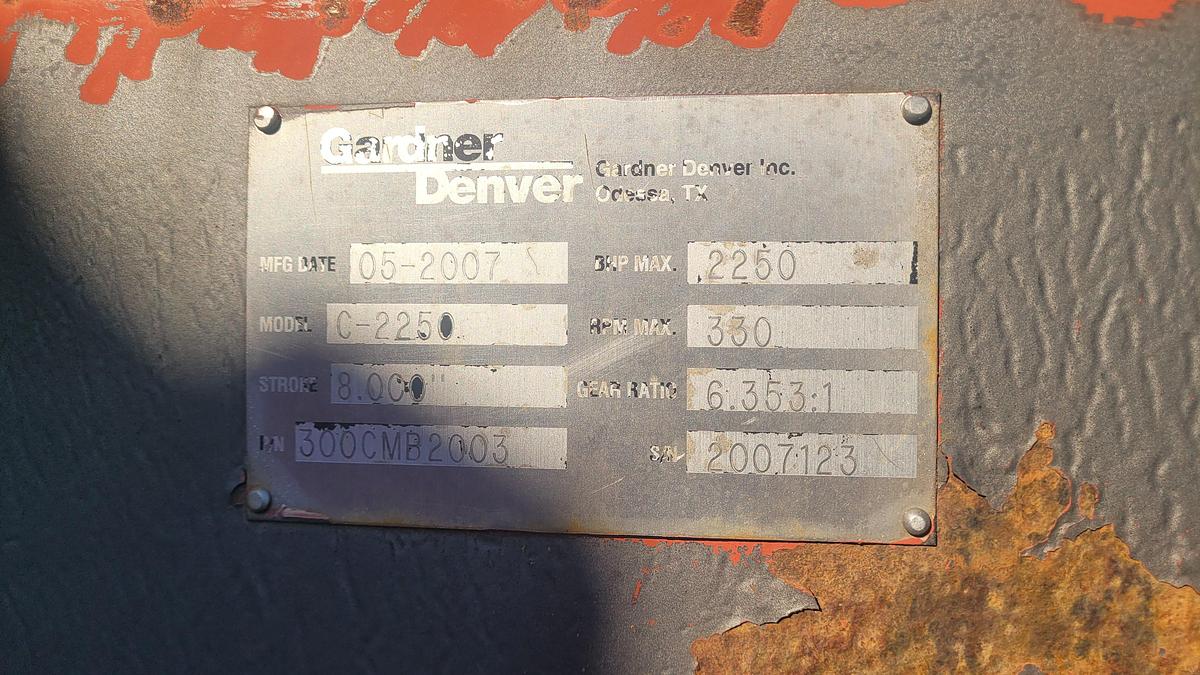 Gardner
Denver
Gardner Denver Inc.
Odessa, TX
MFG DATE 05-2007 BHP MAX. 2250
MODEL C-2250 RPM MAX. 330
STROKE 8.000" GEAR RATIO 6.353:1
P/N 300CMB2003 S/N 2007123